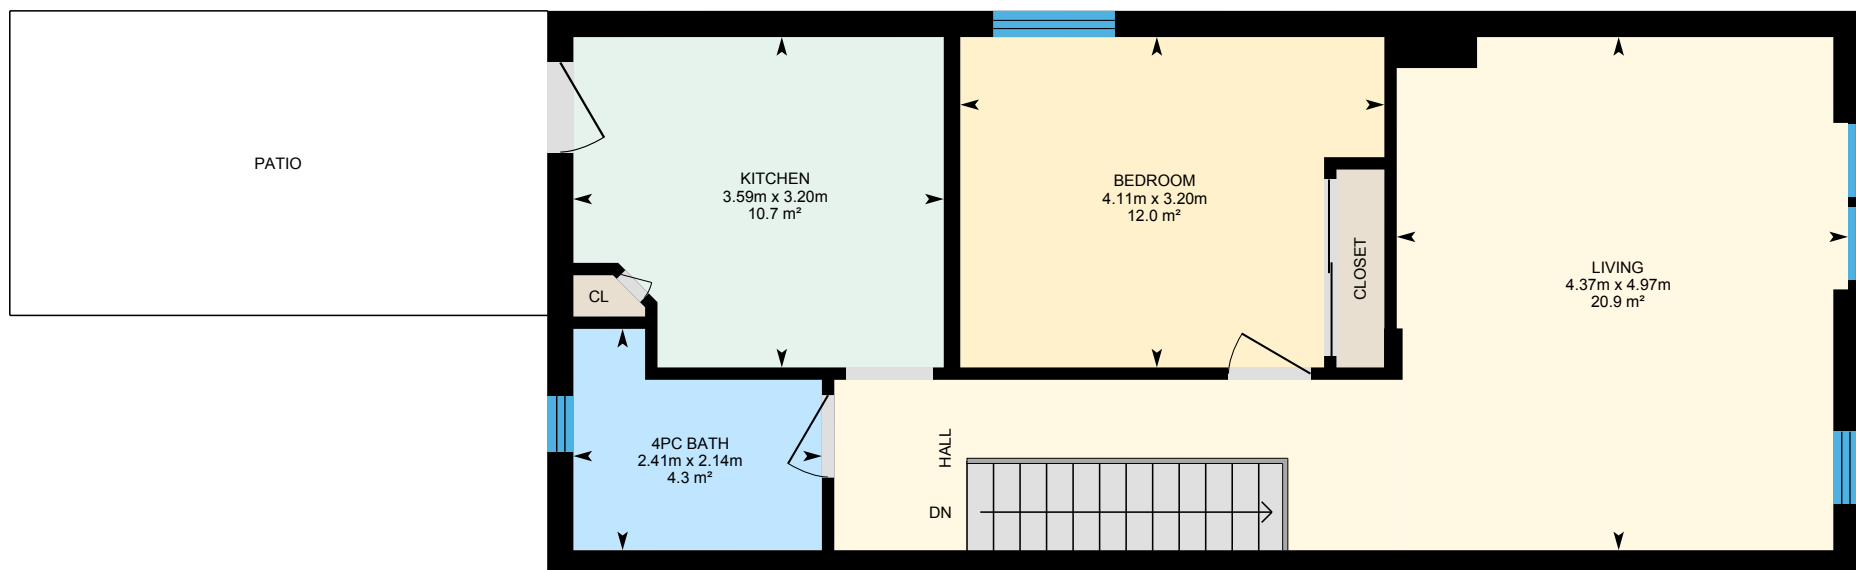 PATIO
KITCHEN
3.59m x 3.20m
10.7 m²
BEDROOM
4.11m x 3.20m
12.0 m²
CLOSET
LIVING
4.37m x 4.97m
20.9 m²
CL
4PC BATH
2.41m x 2.14m
4.3 m²
HALL
DN